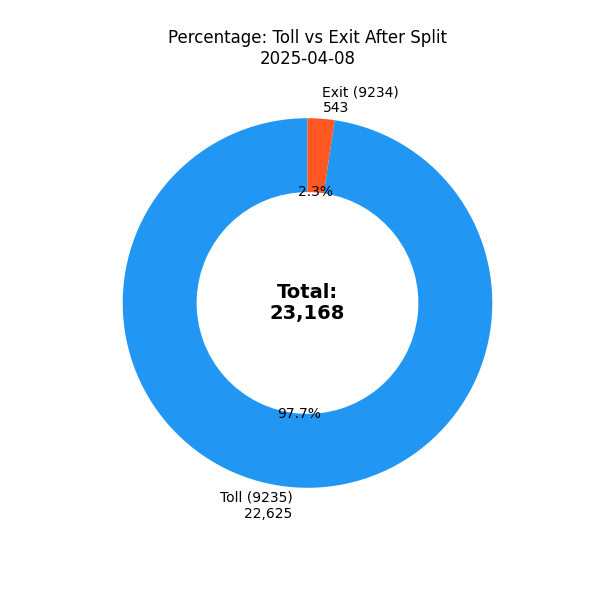 Percentage: Toll vs Exit After Split
2025-04-08
Exit (9234)
543
2.3%
Total:
23,168
97.7%
Toll (9235)
22,625